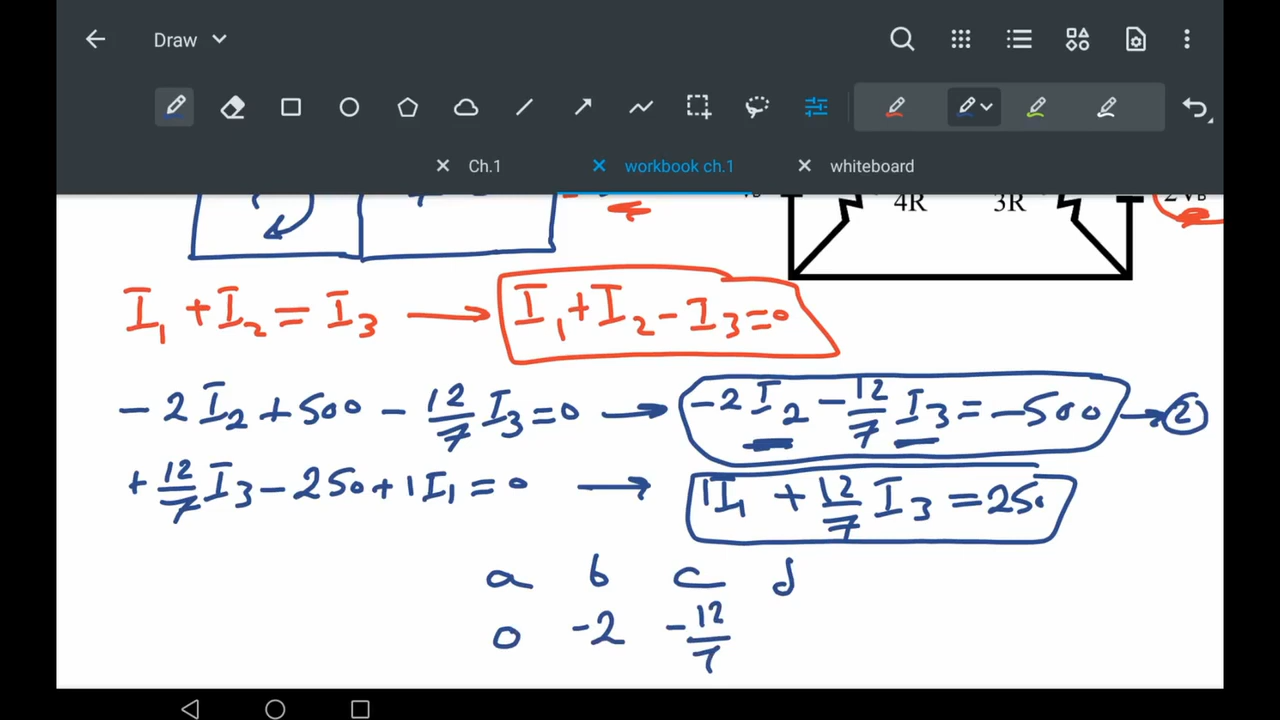 Draw
Ch.1 workbook ch.1 whiteboard
4R 3R 2VB
I₁ + I₂ = I₃ → I₁ + I₂ - I₃ = 0
- 2 I₂ + 500 - 12/7 I₃ = 0 → - 2 I₂ - 12/7 I₃ = - 500 → ②
+ 12/7 I₃ - 250 + 1 I₁ = 0 → 1 I₁ + 12/7 I₃ = 250
a b c d
0 -2 -12/7